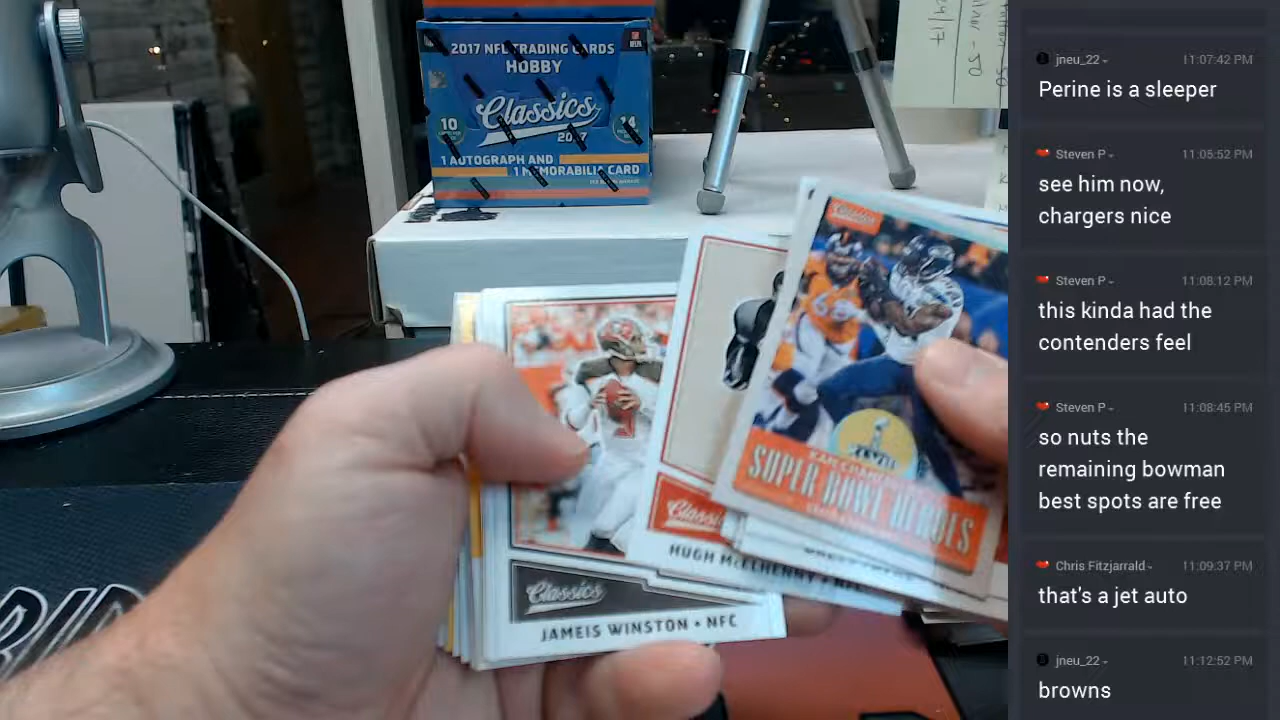 2017 NFL TRADING CARDS
HOBBY
Classics
2017
10
14
1 AUTOGRAPH AND
1 MEMORABILIA CARD
Classics
SUPER BOWL HEROES
Classics
HUGH McELHENNY
Classics
JAMEIS WINSTON • NFC
jneu_22 11:07:42 PM
Perine is a sleeper
Steven P 11:05:52 PM
see him now,
chargers nice
Steven P 11:08:12 PM
this kinda had the
contenders feel
Steven P 11:08:45 PM
so nuts the
remaining bowman
best spots are free
Chris Fitzjarrald 11:09:37 PM
that's a jet auto
jneu_22 11:12:52 PM
browns